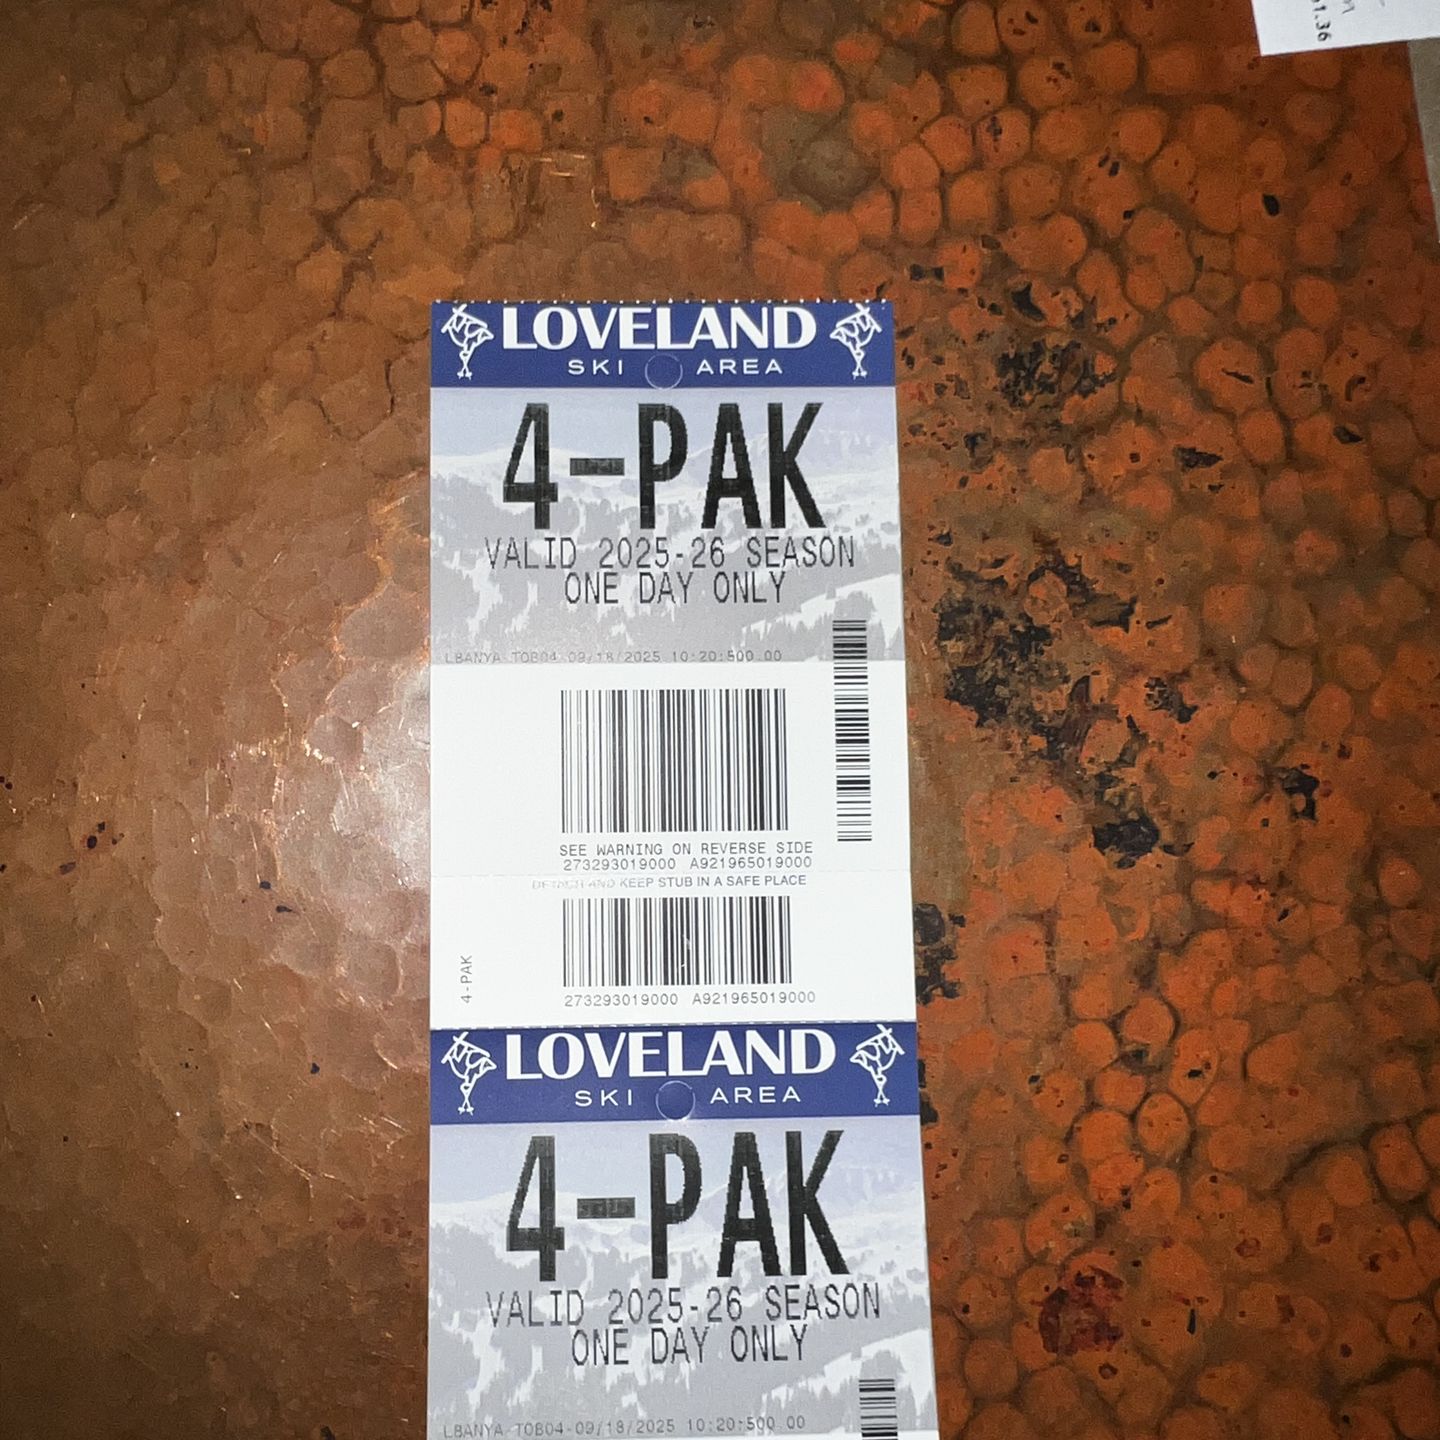 1.36
LOVELAND
SKI AREA
4-PAK
VALID 2025-26 SEASON
ONE DAY ONLY
LBANYA-TOB04-09/18/2025 10:20:500.00
SEE WARNING ON REVERSE SIDE
273293019000 A921965019000
DETACH AND KEEP STUB IN A SAFE PLACE
4-PAK
273293019000 A921965019000
LOVELAND
SKI AREA
4-PAK
VALID 2025-26 SEASON
ONE DAY ONLY
LBANYA-TOB04-09/18/2025 10:20:500.00